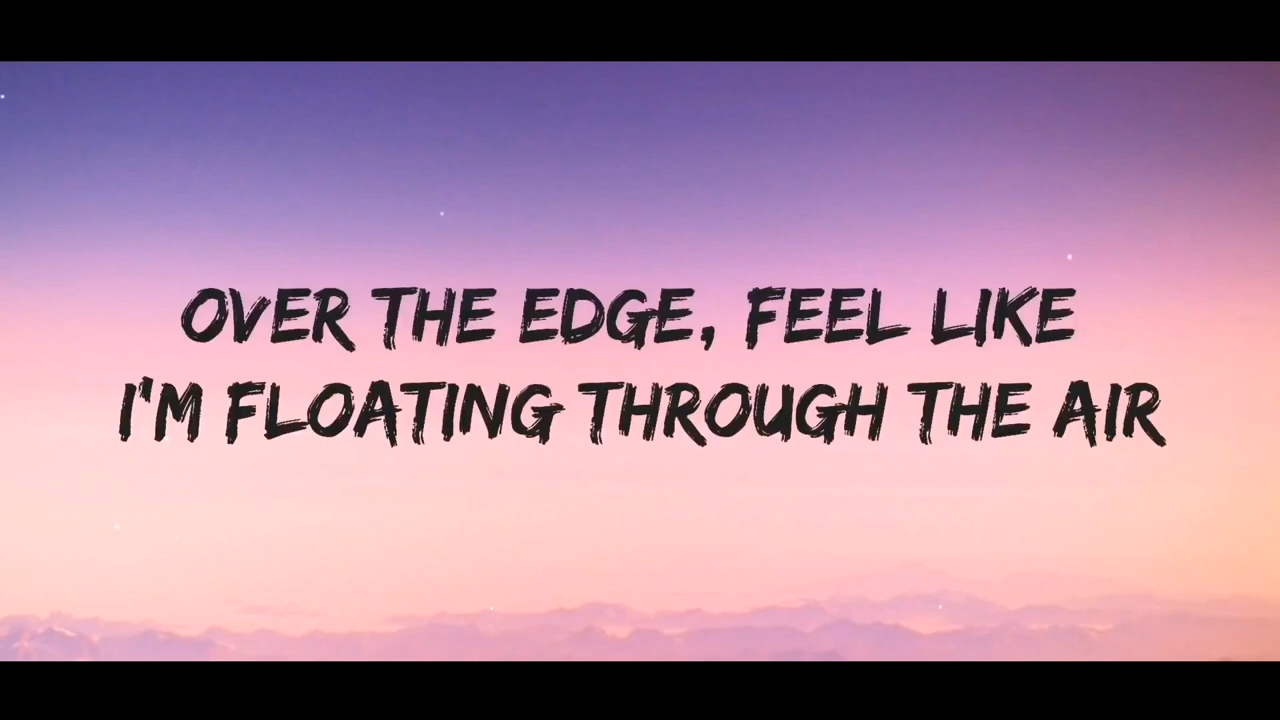 OVER THE EDGE, FEEL LIKE
I'M FLOATING THROUGH THE AIR